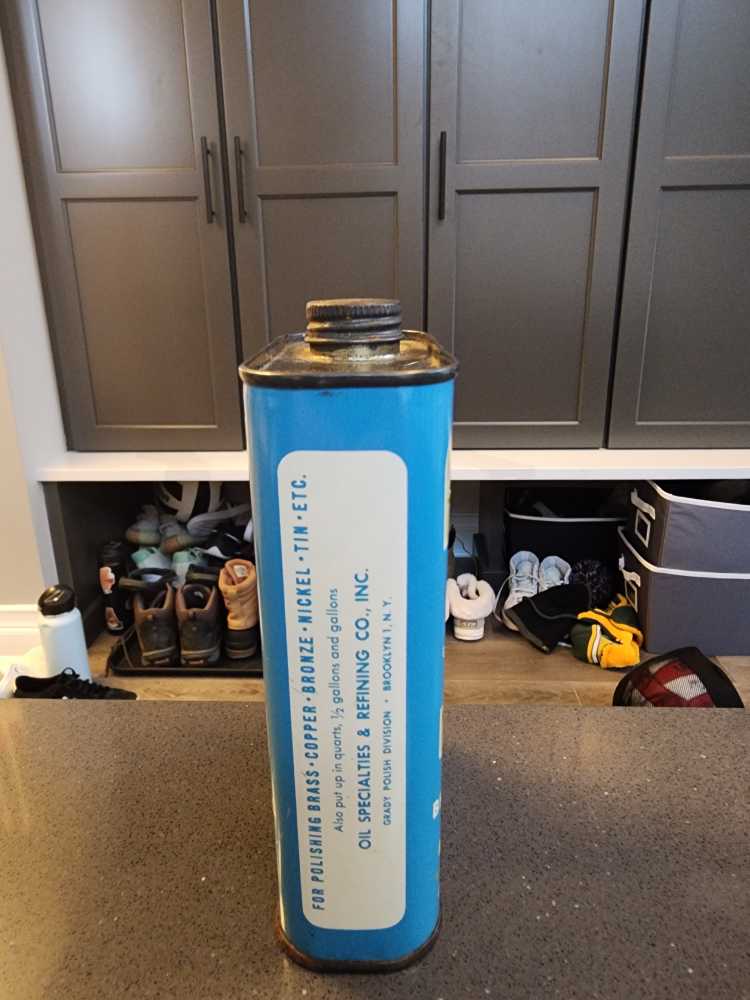 FOR POLISHING BRASS · COPPER · BRONZE · NICKEL · TIN · ETC.
Also put up in quarts, ½ gallons and gallons
OIL SPECIALTIES & REFINING CO., INC.
GRADY POLISH DIVISION · BROOKLYN 1, N. Y.